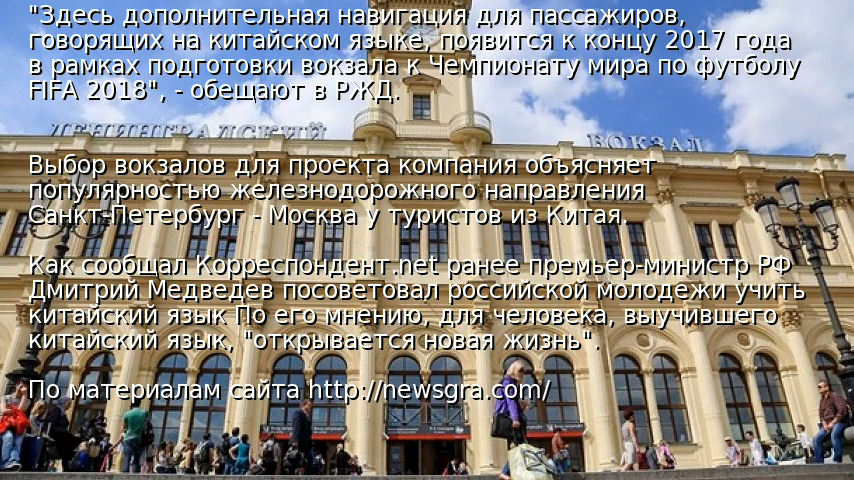 "Здесь дополнительная навигация для пассажиров,
говорящих на китайском языке, появится к концу 2017 года
в рамках подготовки вокзала к Чемпионату мира по футболу
FIFA 2018", - обещают в РЖД.
ЛЕНИНГРАДСКИЙ ВОКЗАЛ
Выбор вокзалов для проекта компания объясняет
популярностью железнодорожного направления
Санкт-Петербург - Москва у туристов из Китая.
Как сообщал Корреспондент.net ранее премьер-министр РФ
Дмитрий Медведев посоветовал российской молодежи учить
китайский язык По его мнению, для человека, выучившего
китайский язык, "открывается новая жизнь".
По материалам сайта http://newsgra.com/